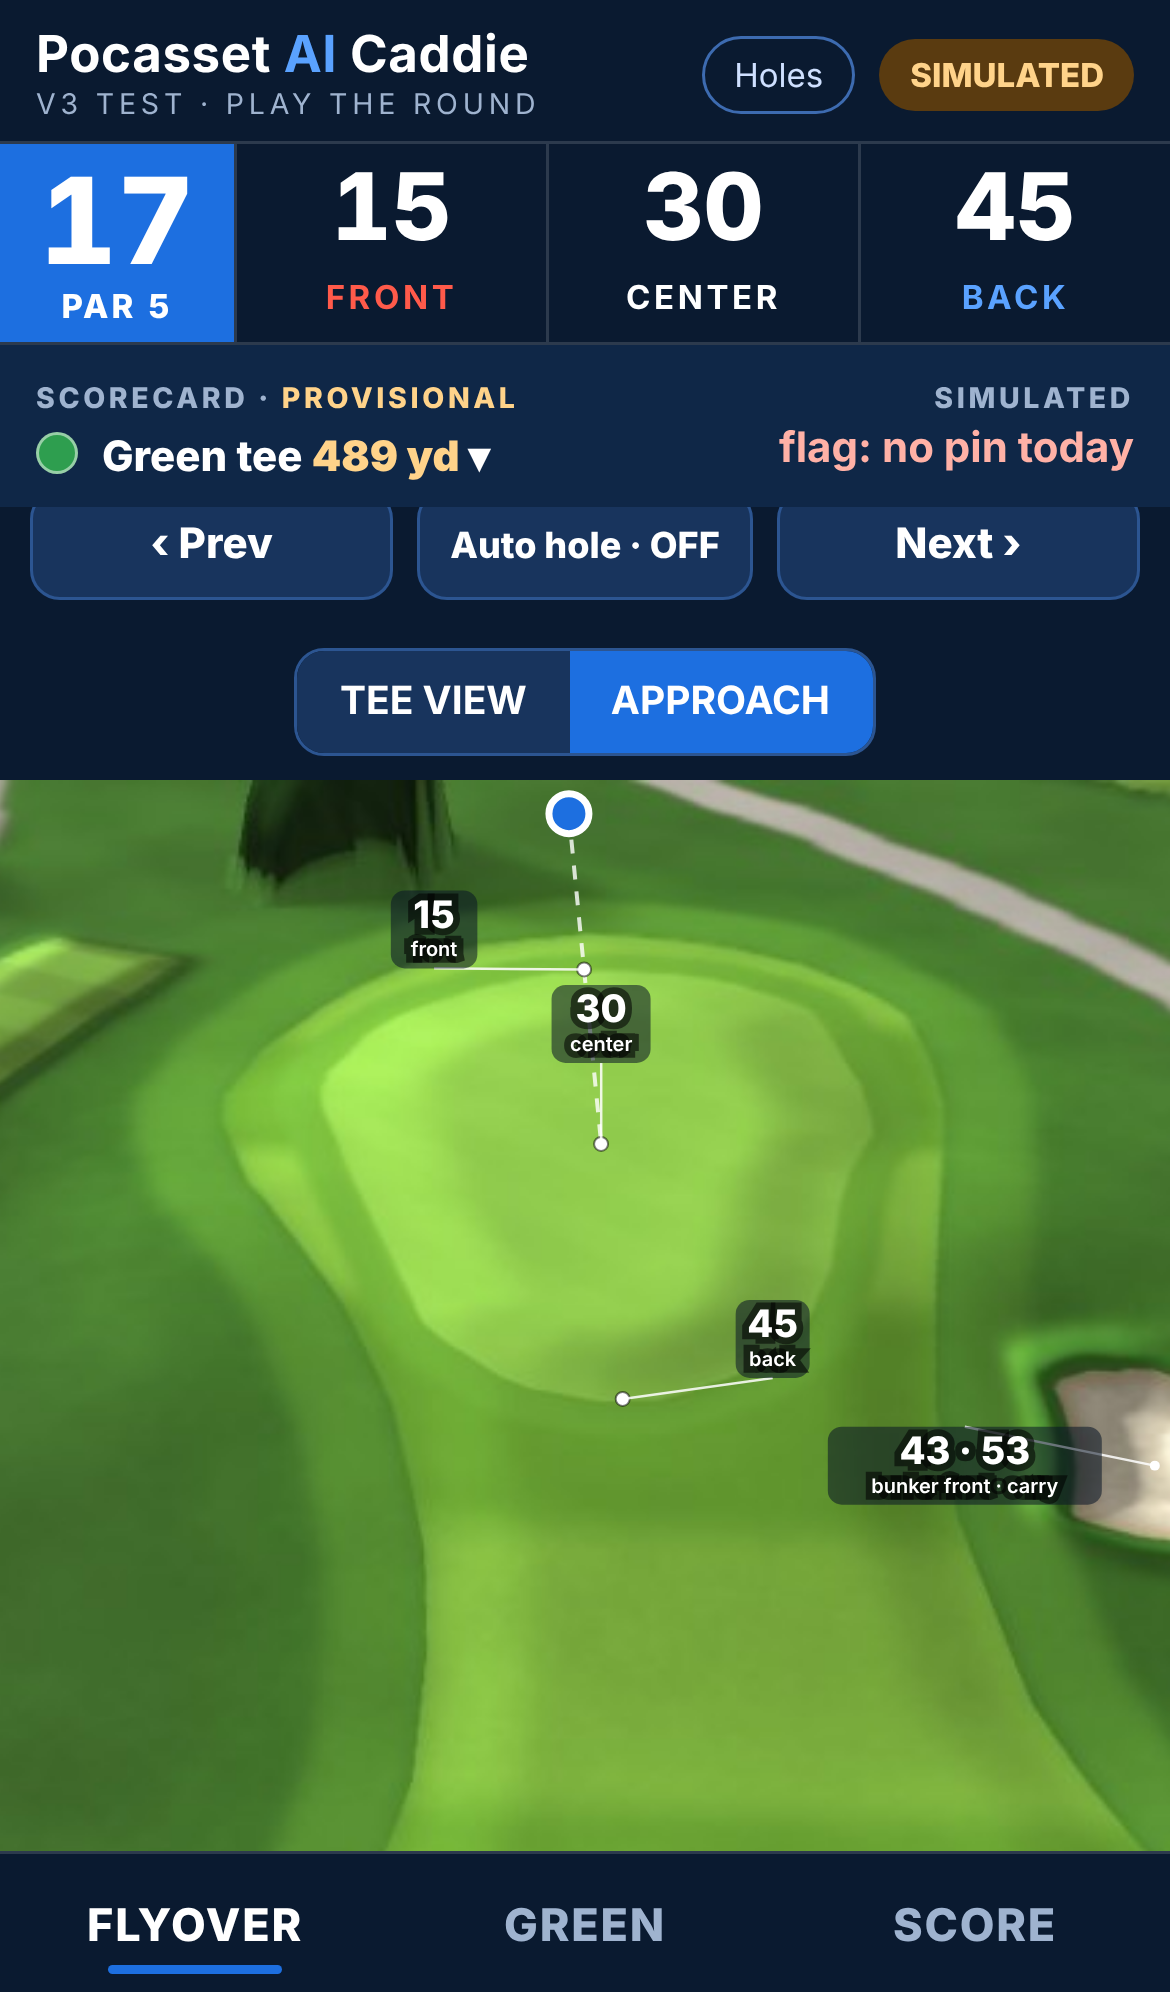 Pocasset AI Caddie
V3 TEST · PLAY THE ROUND
Holes
SIMULATED
17
PAR 5
15
FRONT
30
CENTER
45
BACK
SCORECARD · PROVISIONAL
Green tee 489 yd ▼
SIMULATED
flag: no pin today
‹ Prev
Auto hole · OFF
Next ›
TEE VIEW
APPROACH
15
front
30
center
45
back
43 · 53
bunker front · carry
FLYOVER
GREEN
SCORE